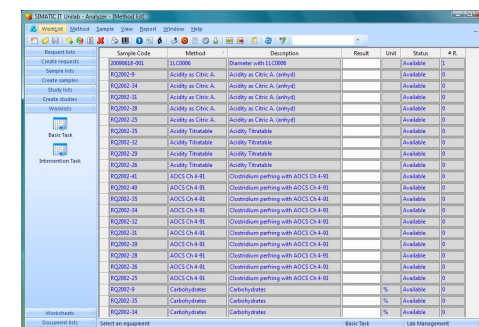 SIMATIC IT Unilab - Analyzer - [Method list]
WorkList Method Sample View Report Window Help
Request lists
Create requests
Sample lists
Create samples
Study lists
Create studies
Worklists
Basic Task
Intervention Task
Worksheets
Document lists
Sample Code Method Description Result Unit Status # R.
20090618-001 1LC0006 Diameter with 1LC0006 Available 1
RQ2002-9 Acidity as Citric A. Acidity as Citric A. (anhyd) Available 0
RQ2002-34 Acidity as Citric A. Acidity as Citric A. (anhyd) Available 0
RQ2002-31 Acidity as Citric A. Acidity as Citric A. (anhyd) Available 0
RQ2002-28 Acidity as Citric A. Acidity as Citric A. (anhyd) Available 0
RQ2002-25 Acidity as Citric A. Acidity as Citric A. (anhyd) Available 0
RQ2002-35 Acidity Titratable Acidity Titratable Available 0
RQ2002-32 Acidity Titratable Acidity Titratable Available 0
RQ2002-29 Acidity Titratable Acidity Titratable Available 0
RQ2002-26 Acidity Titratable Acidity Titratable Available 0
RQ2002-41 AOCS Ch 4-91 Clostridium perfring with AOCS Ch 4-91 Available 0
RQ2002-40 AOCS Ch 4-91 Clostridium perfring with AOCS Ch 4-91 Available 0
RQ2002-35 AOCS Ch 4-91 Clostridium perfring with AOCS Ch 4-91 Available 0
RQ2002-34 AOCS Ch 4-91 Clostridium perfring with AOCS Ch 4-91 Available 0
RQ2002-32 AOCS Ch 4-91 Clostridium perfring with AOCS Ch 4-91 Available 0
RQ2002-31 AOCS Ch 4-91 Clostridium perfring with AOCS Ch 4-91 Available 0
RQ2002-29 AOCS Ch 4-91 Clostridium perfring with AOCS Ch 4-91 Available 0
RQ2002-28 AOCS Ch 4-91 Clostridium perfring with AOCS Ch 4-91 Available 0
RQ2002-26 AOCS Ch 4-91 Clostridium perfring with AOCS Ch 4-91 Available 0
RQ2002-25 AOCS Ch 4-91 Clostridium perfring with AOCS Ch 4-91 Available 0
RQ2002-9 Carbohydrates Carbohydrates % Available 0
RQ2002-35 Carbohydrates Carbohydrates % Available 0
RQ2002-34 Carbohydrates Carbohydrates % Available 0
Select an equipment Basic Task Lab Management